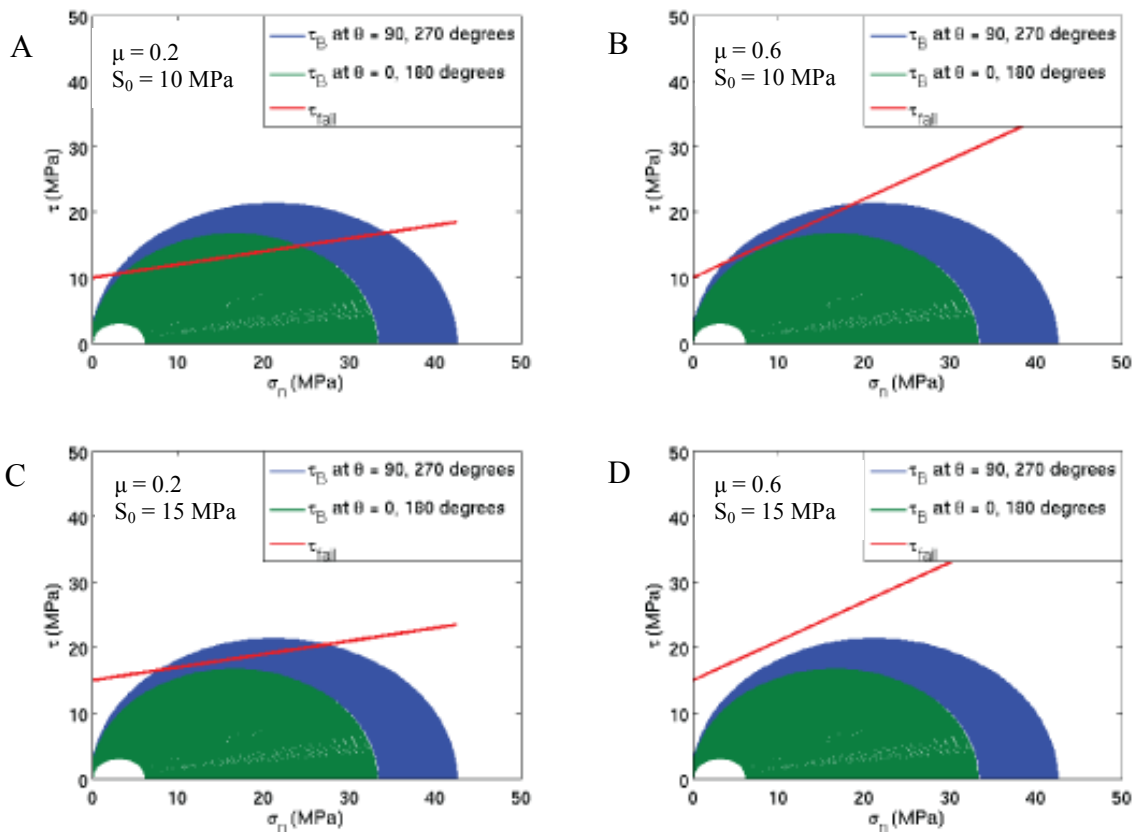 A
μ = 0.2
S₀ = 10 MPa
τB at θ = 90, 270 degrees
τB at θ = 0, 180 degrees
τfail
τ (MPa)
50
40
30
20
10
0
0 10 20 30 40 50
σn (MPa)
B
μ = 0.6
S₀ = 10 MPa
τB at θ = 90, 270 degrees
τB at θ = 0, 180 degrees
τfail
τ (MPa)
50
40
30
20
10
0
0 10 20 30 40 50
σn (MPa)
C
μ = 0.2
S₀ = 15 MPa
τB at θ = 90, 270 degrees
τB at θ = 0, 180 degrees
τfail
τ (MPa)
50
40
30
20
10
0
0 10 20 30 40 50
σn (MPa)
D
μ = 0.6
S₀ = 15 MPa
τB at θ = 90, 270 degrees
τB at θ = 0, 180 degrees
τfail
τ (MPa)
50
40
30
20
10
0
0 10 20 30 40 50
σn (MPa)